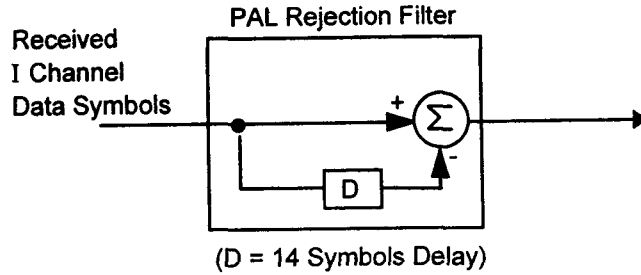 PAL Rejection Filter
Received
I Channel
Data Symbols
+
Σ
-
D
(D = 14 Symbols Delay)